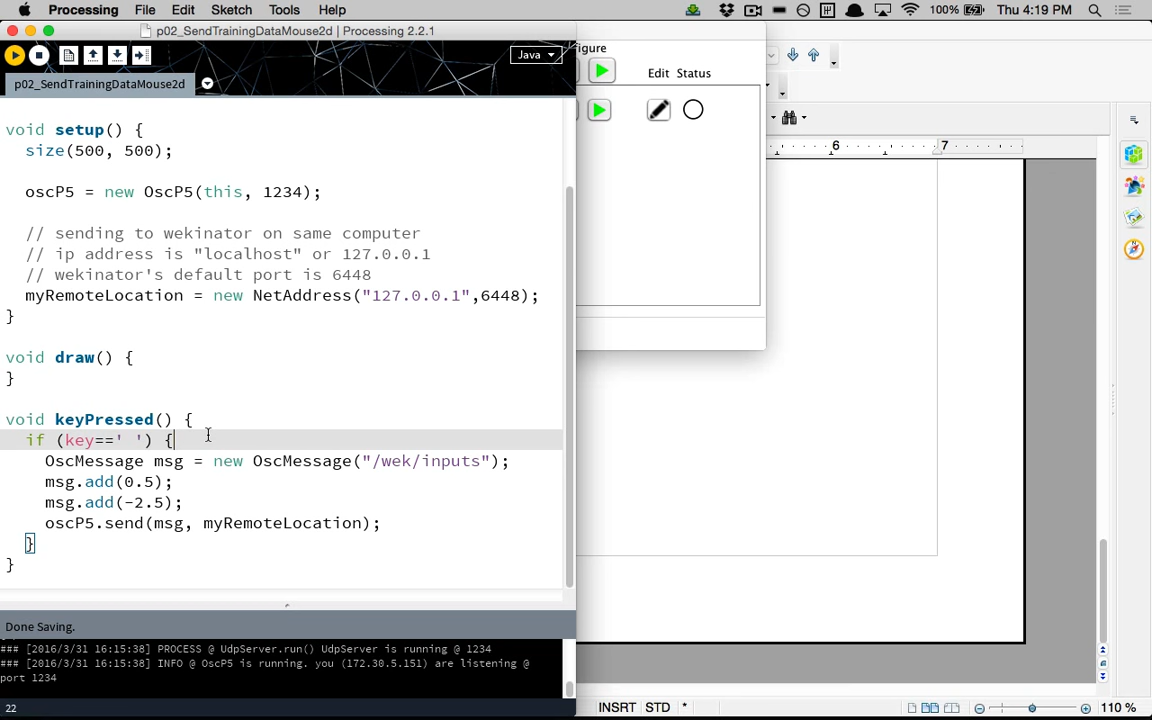 Processing File Edit Sketch Tools Help 100% Thu 4:19 PM
p02_SendTrainingDataMouse2d | Processing 2.2.1
Java
p02_SendTrainingDataMouse2d
void setup() {
size(500, 500);
oscP5 = new OscP5(this, 1234);
// sending to wekinator on same computer
// ip address is "localhost" or 127.0.0.1
// wekinator's default port is 6448
myRemoteLocation = new NetAddress("127.0.0.1",6448);
}
void draw() {
}
void keyPressed() {
if (key==' ') {
OscMessage msg = new OscMessage("/wek/inputs");
msg.add(0.5);
msg.add(-2.5);
oscP5.send(msg, myRemoteLocation);
}
}
Done Saving.
### [2016/3/31 16:15:38] PROCESS @ UdpServer.run() UdpServer is running @ 1234
### [2016/3/31 16:15:38] INFO @ OscP5 is running. you (172.30.5.151) are listening @
port 1234
22
igure
Edit Status
6 7
INSRT STD * 110 %